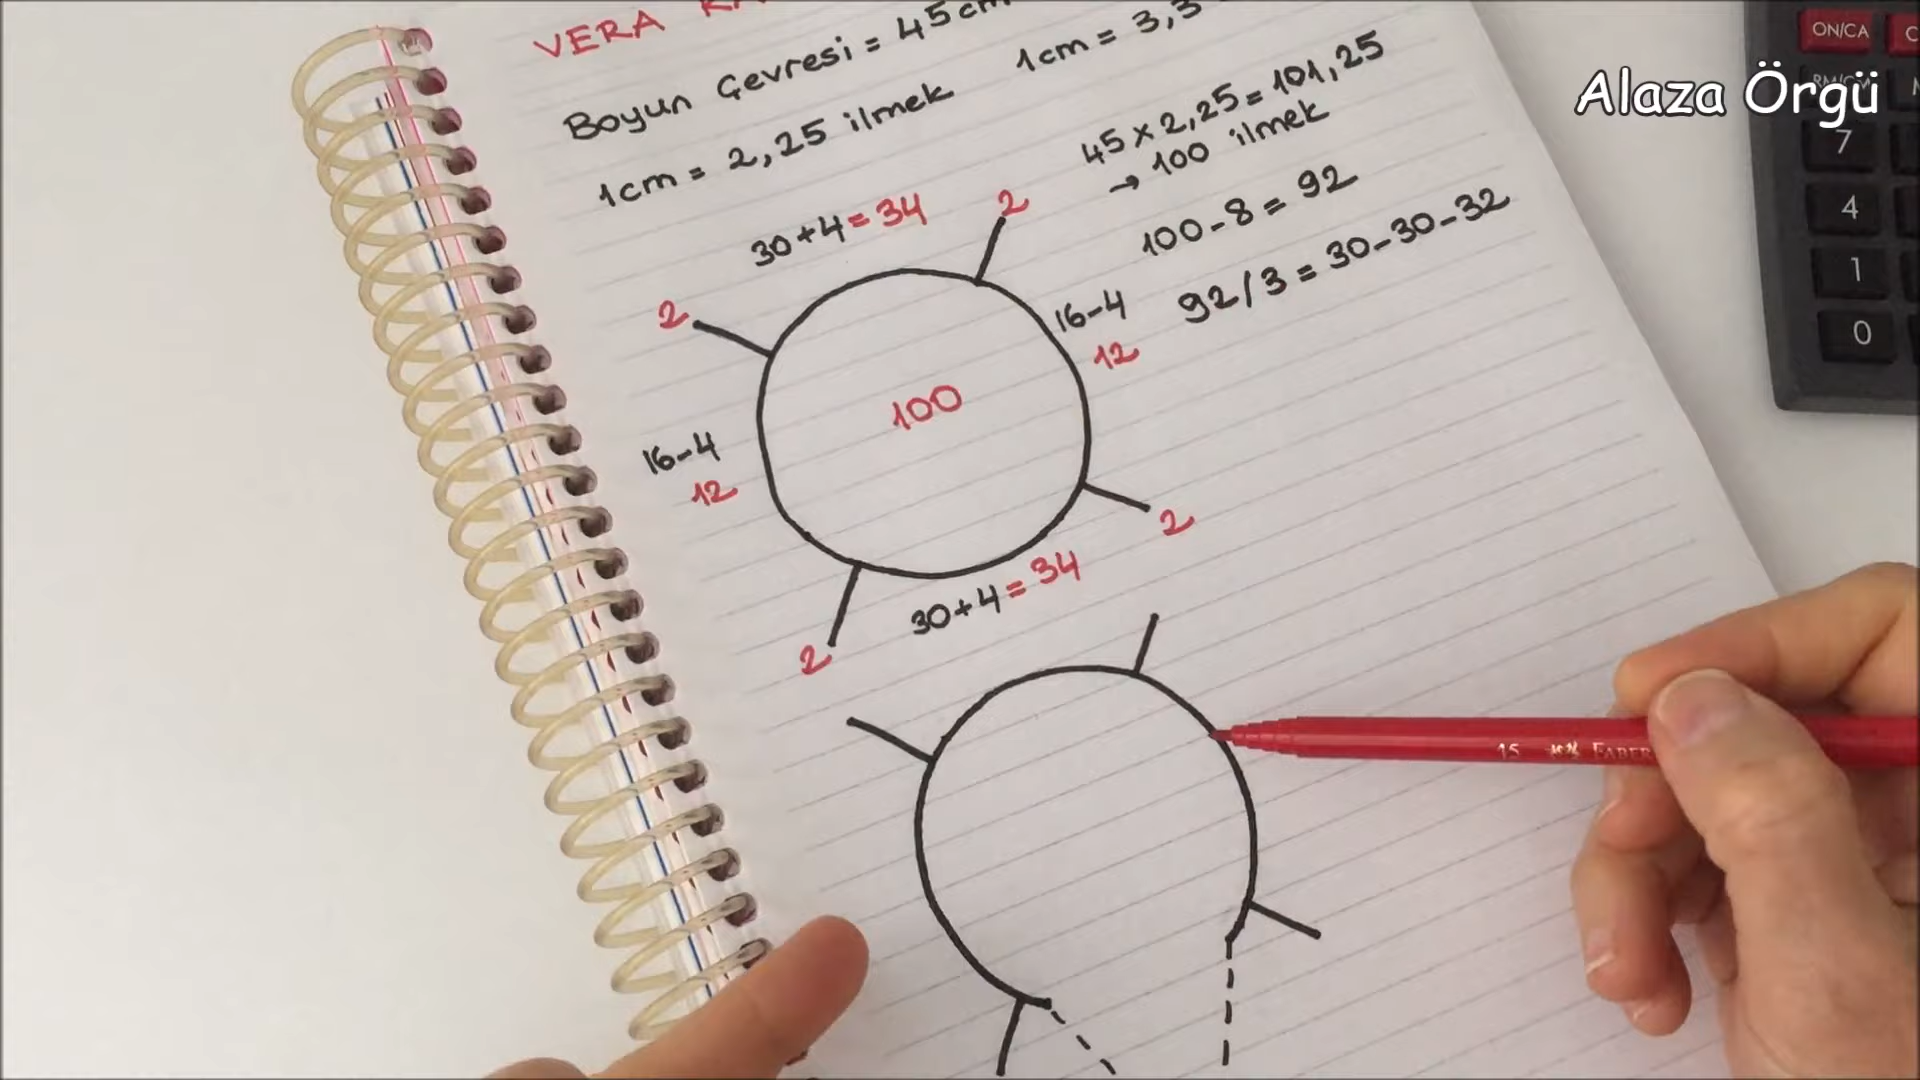 VERA
Boyun Çevresi = 45cm
1cm = 2,25 ilmek
1cm = 3,3
45 x 2,25 = 101,25
→ 100 ilmek
100 - 8 = 92
92 / 3 = 30 - 30 - 32
30 + 4 = 34
2
2
16-4
12
100
16-4
12
2
30 + 4 = 34
2
Alaza Örgü
ON/CA
7
4
1
0
15
FABER